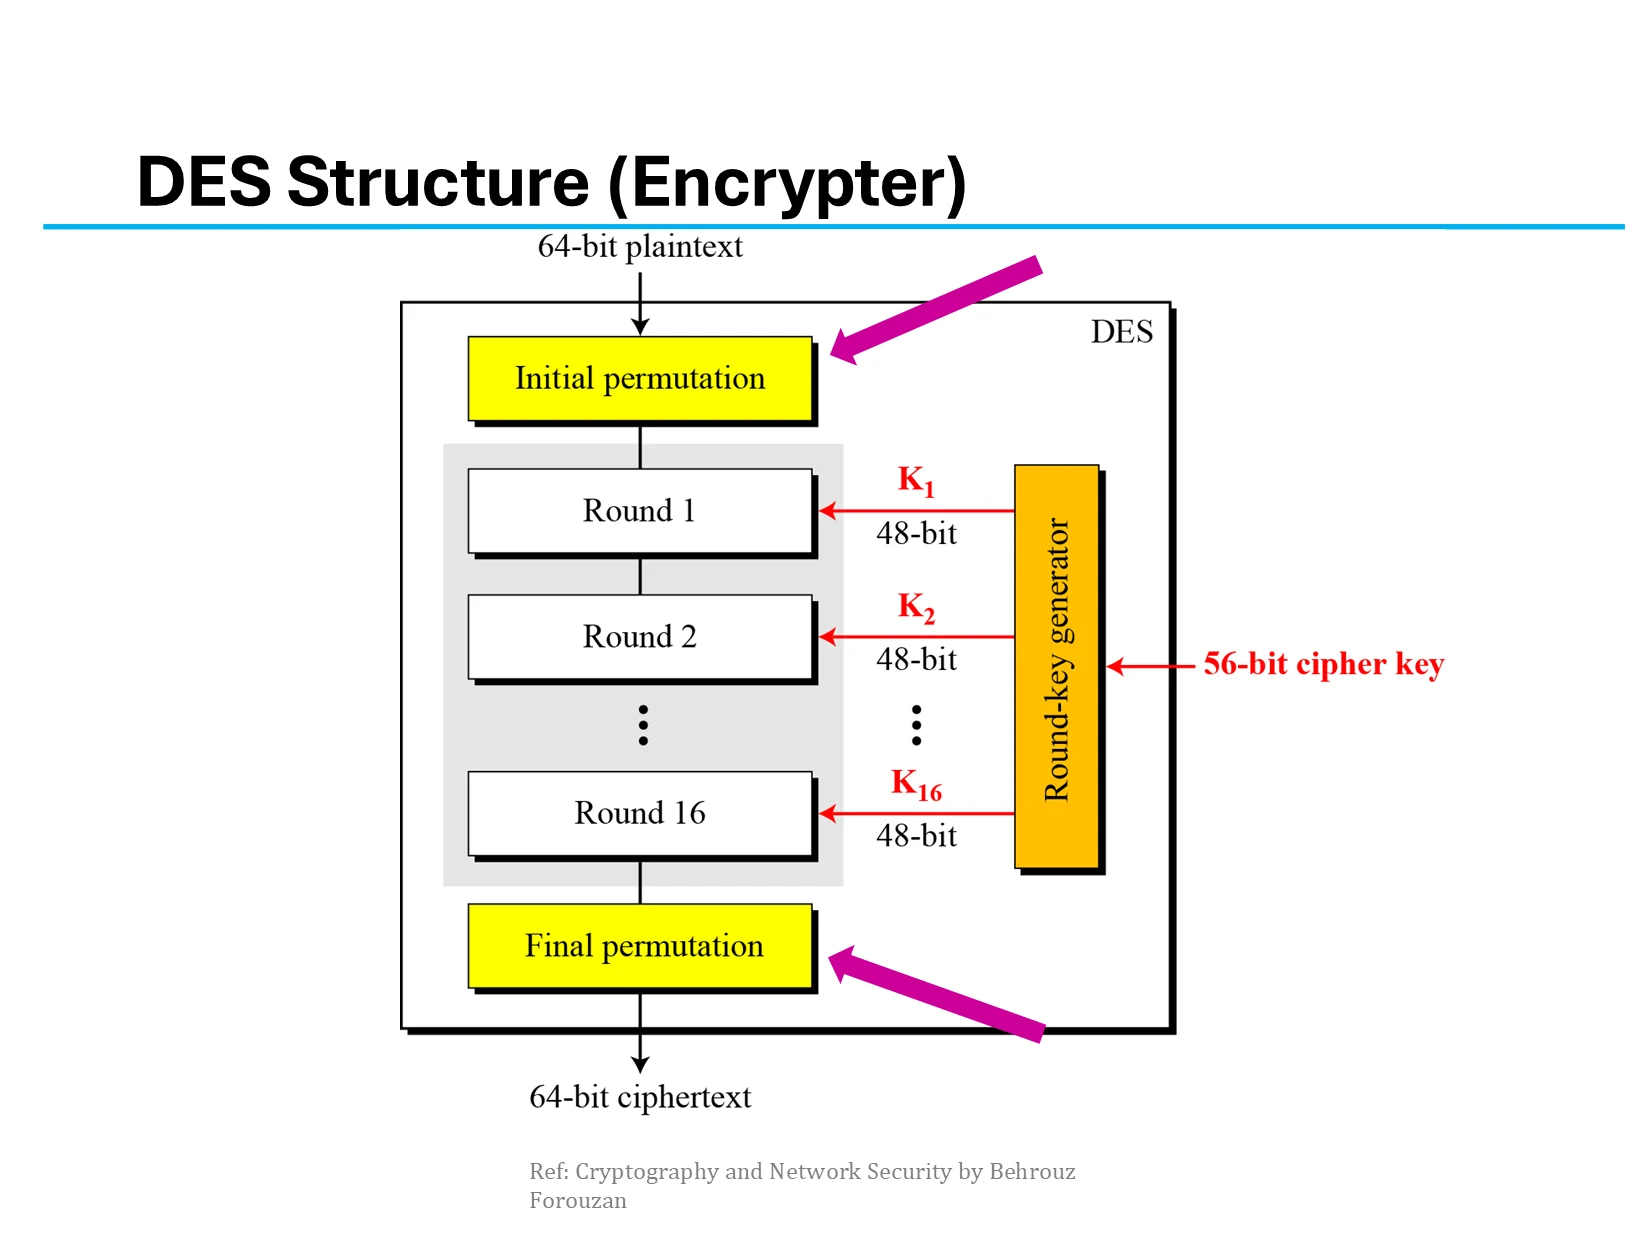 DES Structure (Encrypter)
64-bit plaintext
DES
Initial permutation
K1
Round 1
48-bit
K2
Round 2
48-bit
Round-key generator
56-bit cipher key
K16
Round 16
48-bit
Final permutation
64-bit ciphertext
Ref: Cryptography and Network Security by Behrouz
Forouzan